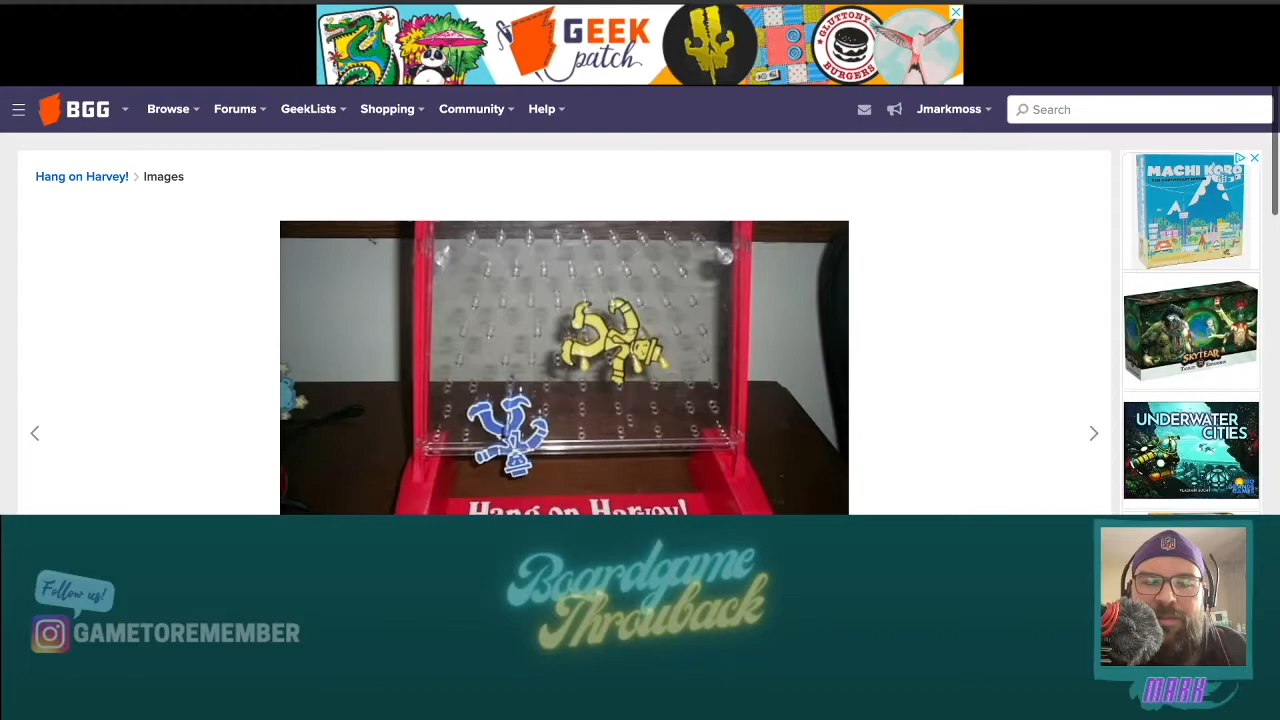 GEEK
patch
GLUTTONY
BURGERS
BGG
Browse
Forums
GeekLists
Shopping
Community
Help
Jmarkmoss
Search
Hang on Harvey! > Images
MACHI KORO
SKYTEAR
UNDERWATER
CITIES
Hang on Harvey!
Follow us!
GAMETOREMEMBER
Boardgame
Throwback
MARK